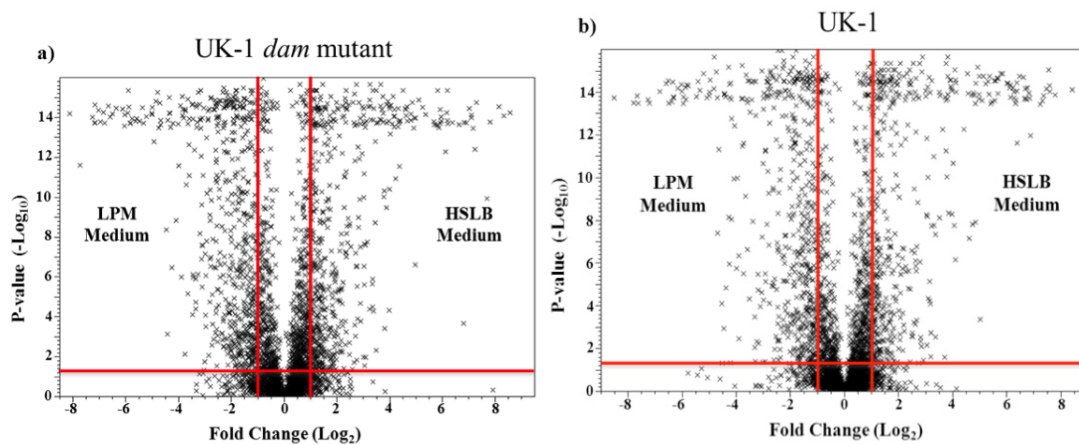 a)
UK-1 dam mutant
P-value (-Log10)
14
12
10
8
6
4
2
0
LPM
Medium
HSLB
Medium
-8 -6 -4 -2 0 2 4 6 8
Fold Change (Log2)
b)
UK-1
P-value (-Log10)
14
12
10
8
6
4
2
0
LPM
Medium
HSLB
Medium
-8 -6 -4 -2 0 2 4 6 8
Fold Change (Log2)